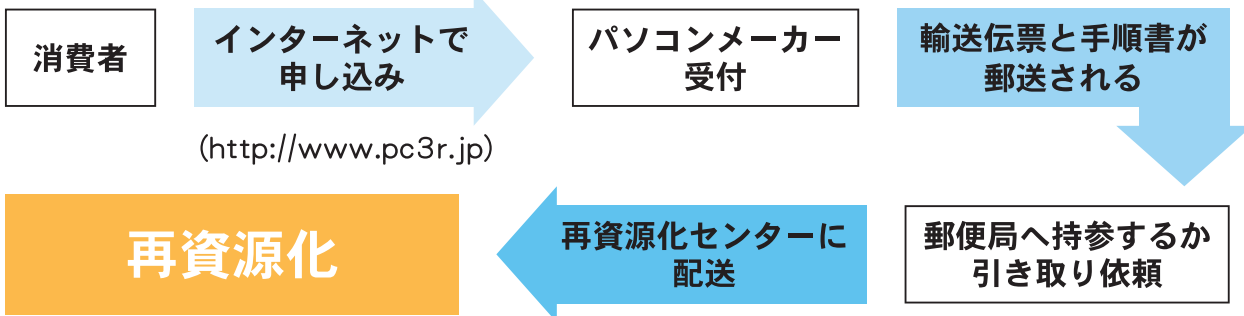 消費者
インターネットで
申し込み
(http://www.pc3r.jp)
パソコンメーカー
受付
輸送伝票と手順書が
郵送される
郵便局へ持参するか
引き取り依頼
再資源化センターに
配送
再資源化